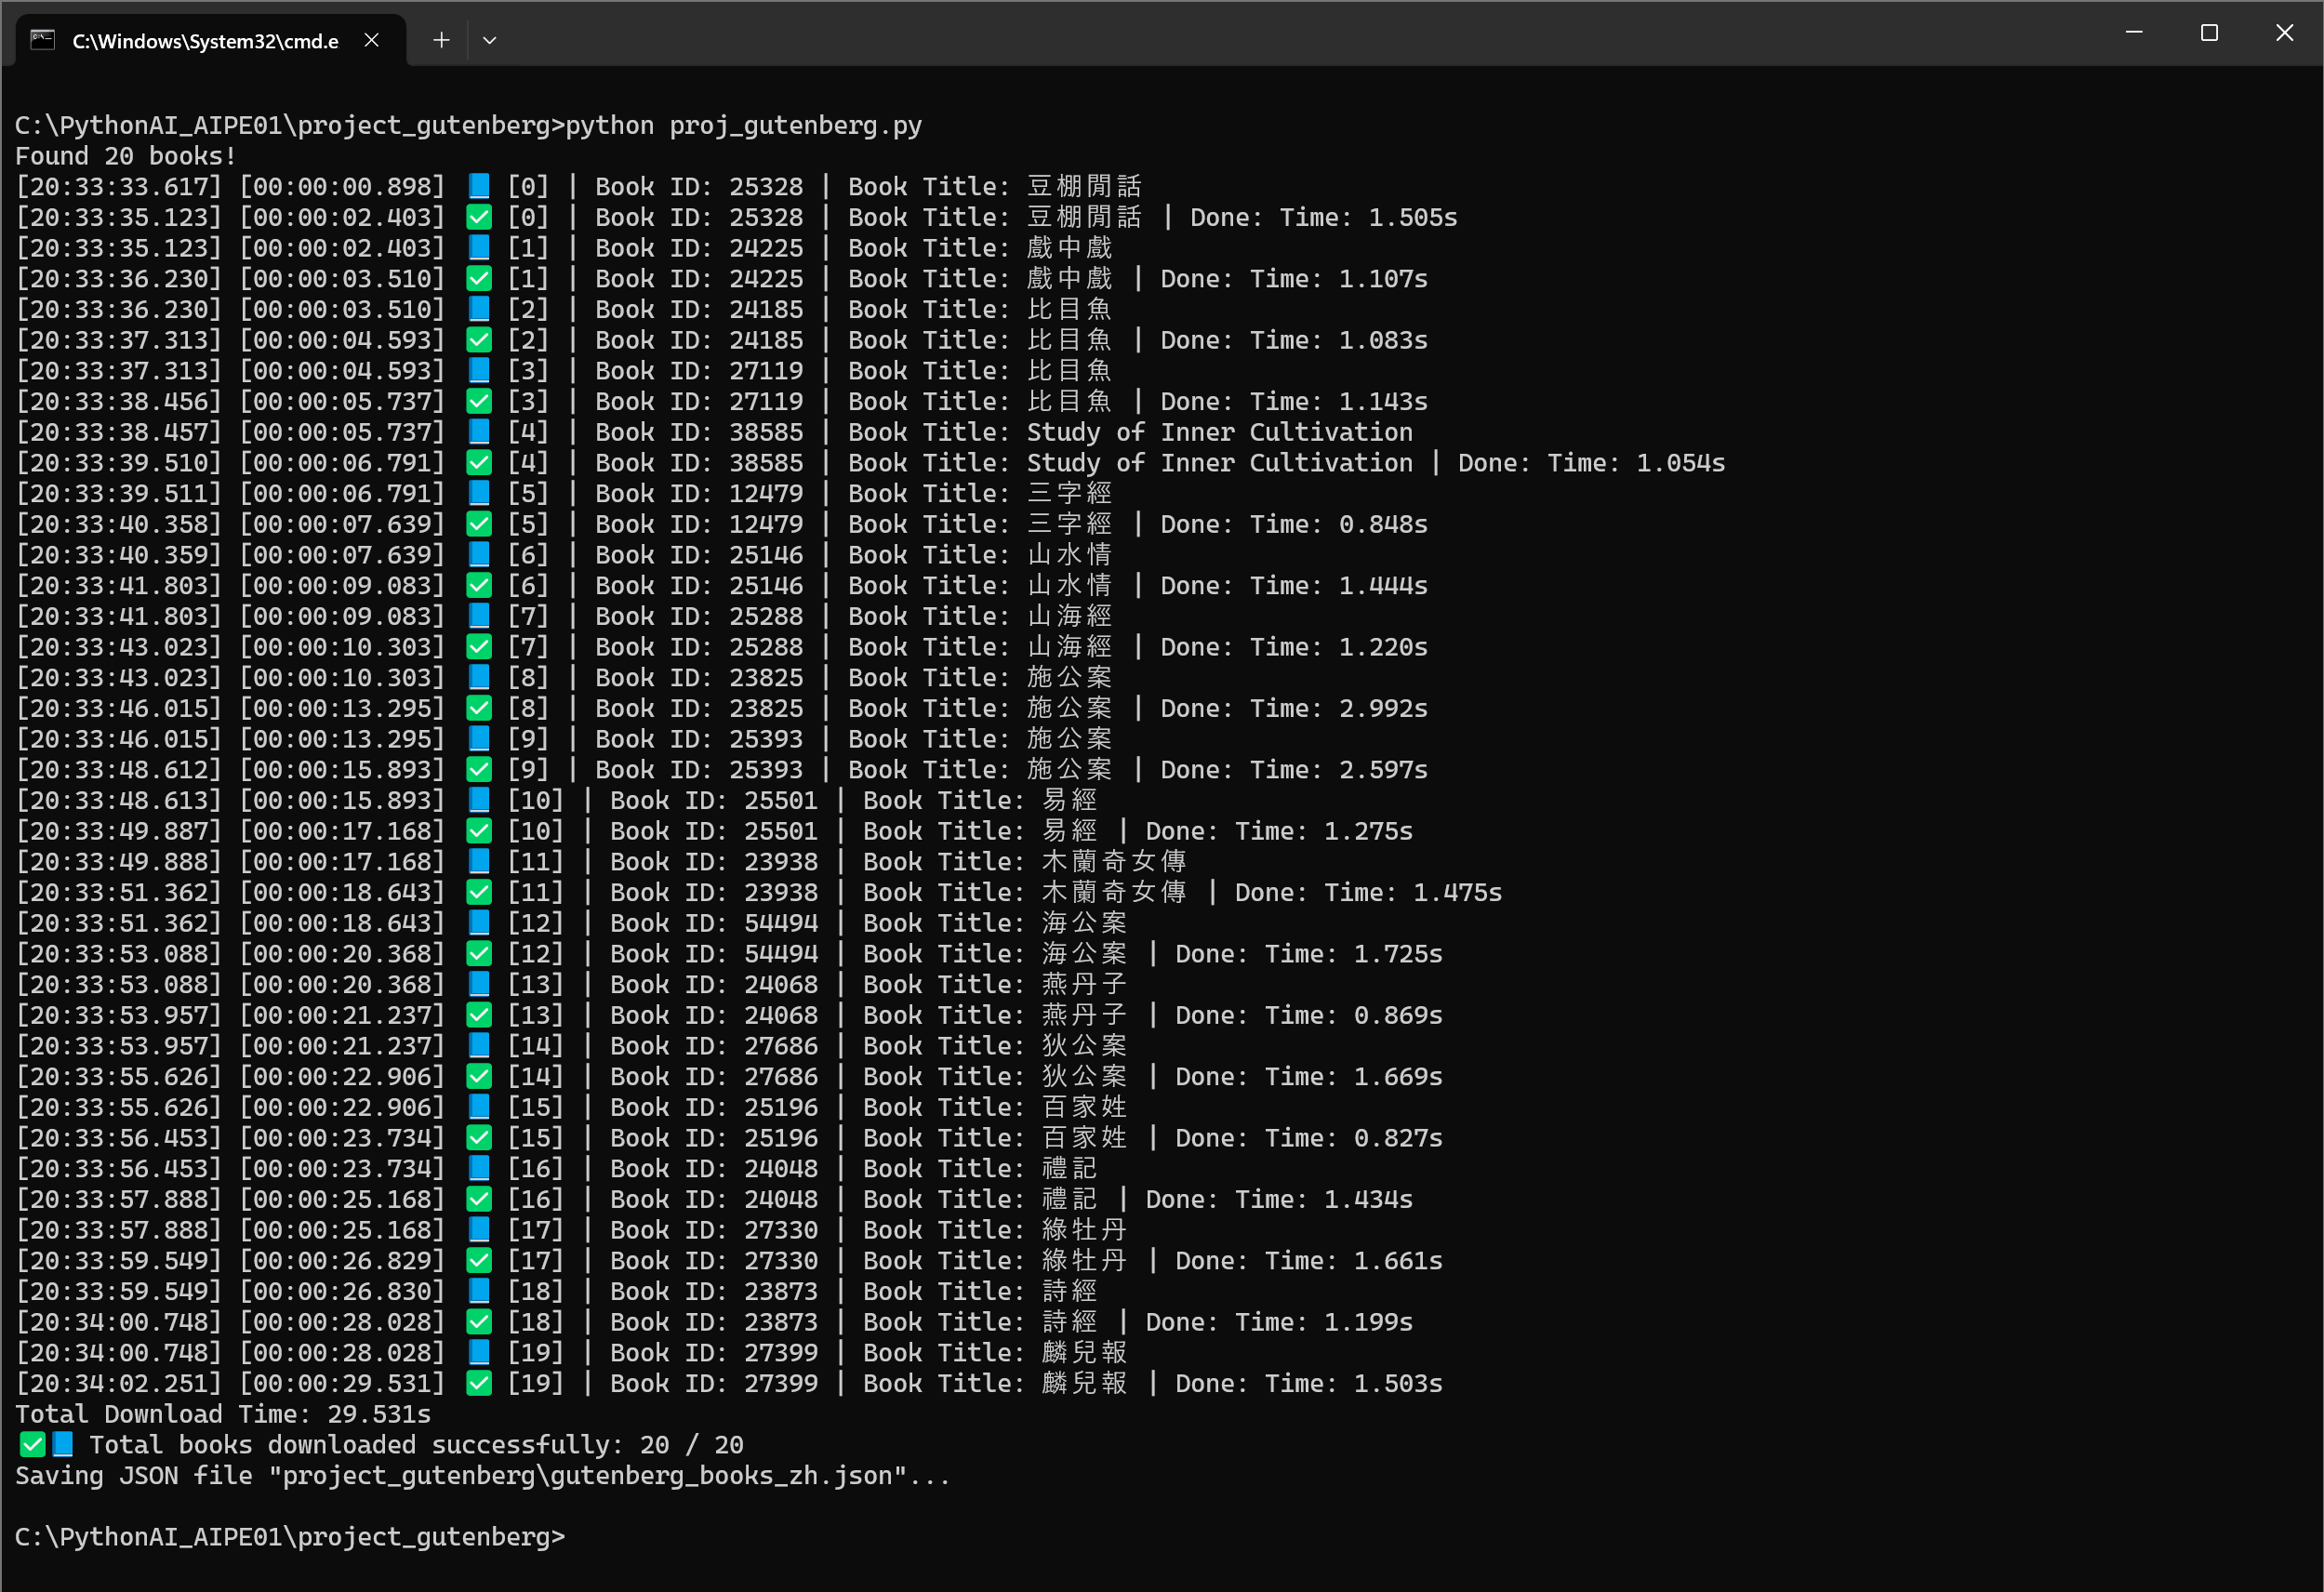 C:\Windows\System32\cmd.e
C:\PythonAI_AIPE01\project_gutenberg>python proj_gutenberg.py
Found 20 books!
[20:33:33.617] [00:00:00.898] 📘 [0] | Book ID: 25328 | Book Title: 豆棚閒話
[20:33:35.123] [00:00:02.403] ✅ [0] | Book ID: 25328 | Book Title: 豆棚閒話 | Done: Time: 1.505s
[20:33:35.123] [00:00:02.403] 📘 [1] | Book ID: 24225 | Book Title: 戲中戲
[20:33:36.230] [00:00:03.510] ✅ [1] | Book ID: 24225 | Book Title: 戲中戲 | Done: Time: 1.107s
[20:33:36.230] [00:00:03.510] 📘 [2] | Book ID: 24185 | Book Title: 比目魚
[20:33:37.313] [00:00:04.593] ✅ [2] | Book ID: 24185 | Book Title: 比目魚 | Done: Time: 1.083s
[20:33:37.313] [00:00:04.593] 📘 [3] | Book ID: 27119 | Book Title: 比目魚
[20:33:38.456] [00:00:05.737] ✅ [3] | Book ID: 27119 | Book Title: 比目魚 | Done: Time: 1.143s
[20:33:38.457] [00:00:05.737] 📘 [4] | Book ID: 38585 | Book Title: Study of Inner Cultivation
[20:33:39.510] [00:00:06.791] ✅ [4] | Book ID: 38585 | Book Title: Study of Inner Cultivation | Done: Time: 1.054s
[20:33:39.511] [00:00:06.791] 📘 [5] | Book ID: 12479 | Book Title: 三字經
[20:33:40.358] [00:00:07.639] ✅ [5] | Book ID: 12479 | Book Title: 三字經 | Done: Time: 0.848s
[20:33:40.359] [00:00:07.639] 📘 [6] | Book ID: 25146 | Book Title: 山水情
[20:33:41.803] [00:00:09.083] ✅ [6] | Book ID: 25146 | Book Title: 山水情 | Done: Time: 1.444s
[20:33:41.803] [00:00:09.083] 📘 [7] | Book ID: 25288 | Book Title: 山海經
[20:33:43.023] [00:00:10.303] ✅ [7] | Book ID: 25288 | Book Title: 山海經 | Done: Time: 1.220s
[20:33:43.023] [00:00:10.303] 📘 [8] | Book ID: 23825 | Book Title: 施公案
[20:33:46.015] [00:00:13.295] ✅ [8] | Book ID: 23825 | Book Title: 施公案 | Done: Time: 2.992s
[20:33:46.015] [00:00:13.295] 📘 [9] | Book ID: 25393 | Book Title: 施公案
[20:33:48.612] [00:00:15.893] ✅ [9] | Book ID: 25393 | Book Title: 施公案 | Done: Time: 2.597s
[20:33:48.613] [00:00:15.893] 📘 [10] | Book ID: 25501 | Book Title: 易經
[20:33:49.887] [00:00:17.168] ✅ [10] | Book ID: 25501 | Book Title: 易經 | Done: Time: 1.275s
[20:33:49.888] [00:00:17.168] 📘 [11] | Book ID: 23938 | Book Title: 木蘭奇女傳
[20:33:51.362] [00:00:18.643] ✅ [11] | Book ID: 23938 | Book Title: 木蘭奇女傳 | Done: Time: 1.475s
[20:33:51.362] [00:00:18.643] 📘 [12] | Book ID: 54494 | Book Title: 海公案
[20:33:53.088] [00:00:20.368] ✅ [12] | Book ID: 54494 | Book Title: 海公案 | Done: Time: 1.725s
[20:33:53.088] [00:00:20.368] 📘 [13] | Book ID: 24068 | Book Title: 燕丹子
[20:33:53.957] [00:00:21.237] ✅ [13] | Book ID: 24068 | Book Title: 燕丹子 | Done: Time: 0.869s
[20:33:53.957] [00:00:21.237] 📘 [14] | Book ID: 27686 | Book Title: 狄公案
[20:33:55.626] [00:00:22.906] ✅ [14] | Book ID: 27686 | Book Title: 狄公案 | Done: Time: 1.669s
[20:33:55.626] [00:00:22.906] 📘 [15] | Book ID: 25196 | Book Title: 百家姓
[20:33:56.453] [00:00:23.734] ✅ [15] | Book ID: 25196 | Book Title: 百家姓 | Done: Time: 0.827s
[20:33:56.453] [00:00:23.734] 📘 [16] | Book ID: 24048 | Book Title: 禮記
[20:33:57.888] [00:00:25.168] ✅ [16] | Book ID: 24048 | Book Title: 禮記 | Done: Time: 1.434s
[20:33:57.888] [00:00:25.168] 📘 [17] | Book ID: 27330 | Book Title: 綠牡丹
[20:33:59.549] [00:00:26.829] ✅ [17] | Book ID: 27330 | Book Title: 綠牡丹 | Done: Time: 1.661s
[20:33:59.549] [00:00:26.830] 📘 [18] | Book ID: 23873 | Book Title: 詩經
[20:34:00.748] [00:00:28.028] ✅ [18] | Book ID: 23873 | Book Title: 詩經 | Done: Time: 1.199s
[20:34:00.748] [00:00:28.028] 📘 [19] | Book ID: 27399 | Book Title: 麟兒報
[20:34:02.251] [00:00:29.531] ✅ [19] | Book ID: 27399 | Book Title: 麟兒報 | Done: Time: 1.503s
Total Download Time: 29.531s
✅📘 Total books downloaded successfully: 20 / 20
Saving JSON file "project_gutenberg\gutenberg_books_zh.json"...
C:\PythonAI_AIPE01\project_gutenberg>